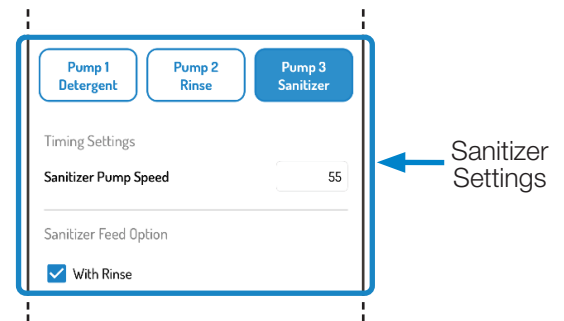 Pump 1
Detergent
Pump 2
Rinse
Pump 3
Sanitizer
Timing Settings
Sanitizer Pump Speed 55
Sanitizer Feed Option
With Rinse
Sanitizer
Settings